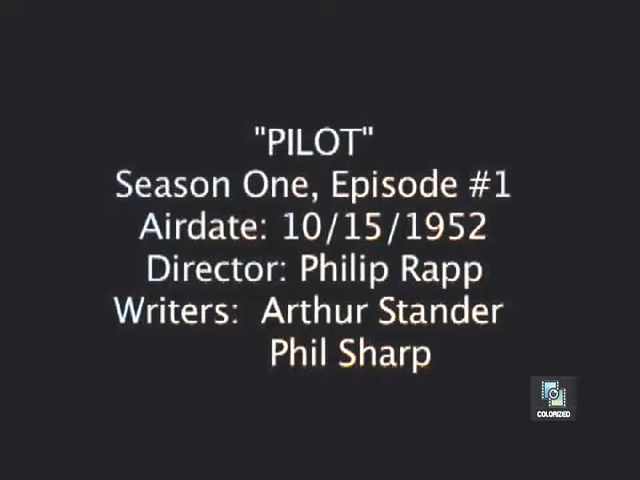 "PILOT"
Season One, Episode #1
Airdate: 10/15/1952
Director: Philip Rapp
Writers: Arthur Stander
Phil Sharp
COLORIZED